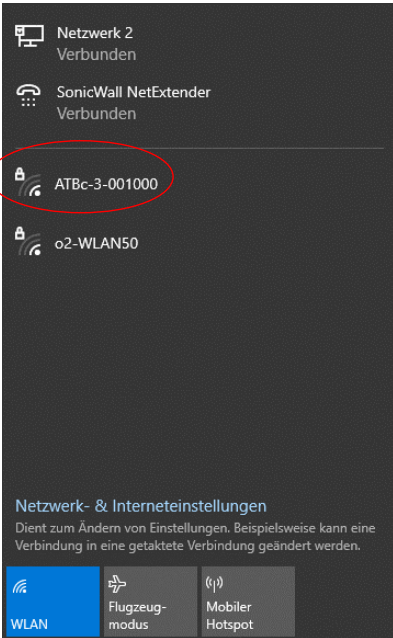 Netzwerk 2
Verbunden
SonicWall NetExtender
Verbunden
ATBc-3-001000
o2-WLAN50
Netzwerk- & Interneteinstellungen
Dient zum Ändern von Einstellungen. Beispielsweise kann eine
Verbindung in eine getaktete Verbindung geändert werden.
WLAN
Flugzeug-
modus
Mobiler
Hotspot